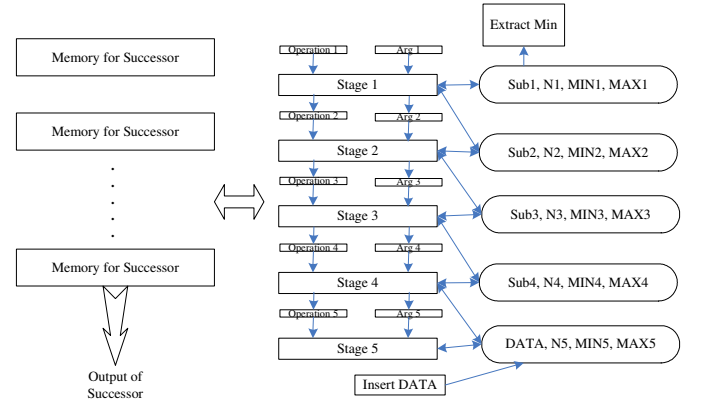 Extract Min
Memory for Successor
Operation 1
Arg 1
Stage 1
Sub1, N1, MIN1, MAX1
Memory for Successor
Operation 2
Arg 2
Stage 2
Sub2, N2, MIN2, MAX2
Operation 3
Arg 3
Stage 3
Sub3, N3, MIN3, MAX3
Memory for Successor
Operation 4
Arg 4
Stage 4
Sub4, N4, MIN4, MAX4
Operation 5
Arg 5
Stage 5
DATA, N5, MIN5, MAX5
Output of
Successor
Insert DATA